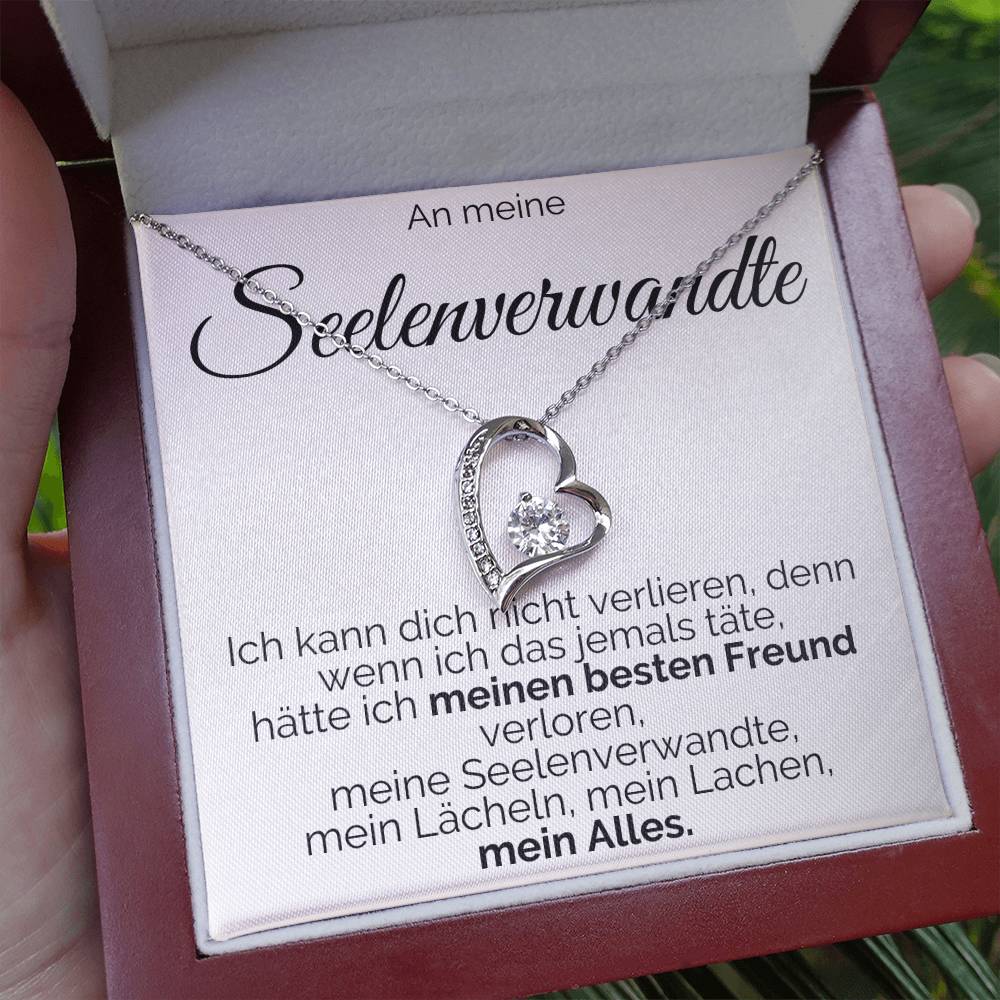 An meine
Seelenverwandte
Ich kann dich nicht verlieren, denn
wenn ich das jemals täte,
hätte ich meinen besten Freund
verloren,
meine Seelenverwandte,
mein Lächeln, mein Lachen,
mein Alles.